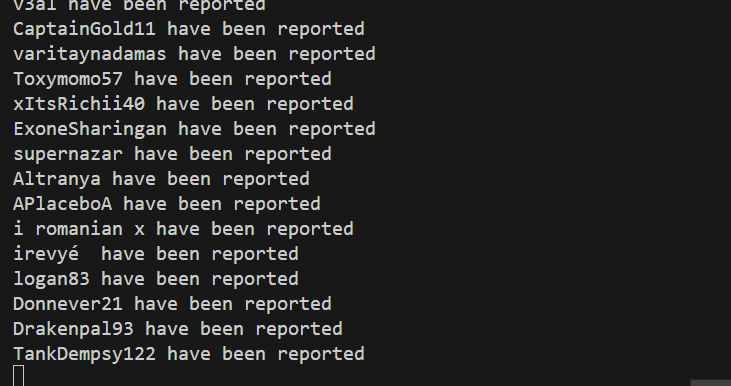 v3al have been reported
CaptainGold11 have been reported
varitaynadamas have been reported
Toxymomo57 have been reported
xItsRichii40 have been reported
ExoneSharingan have been reported
supernazar have been reported
Altranya have been reported
APlaceboA have been reported
i romanian x have been reported
irevyé  have been reported
logan83 have been reported
Donnever21 have been reported
Drakenpal93 have been reported
TankDempsy122 have been reported